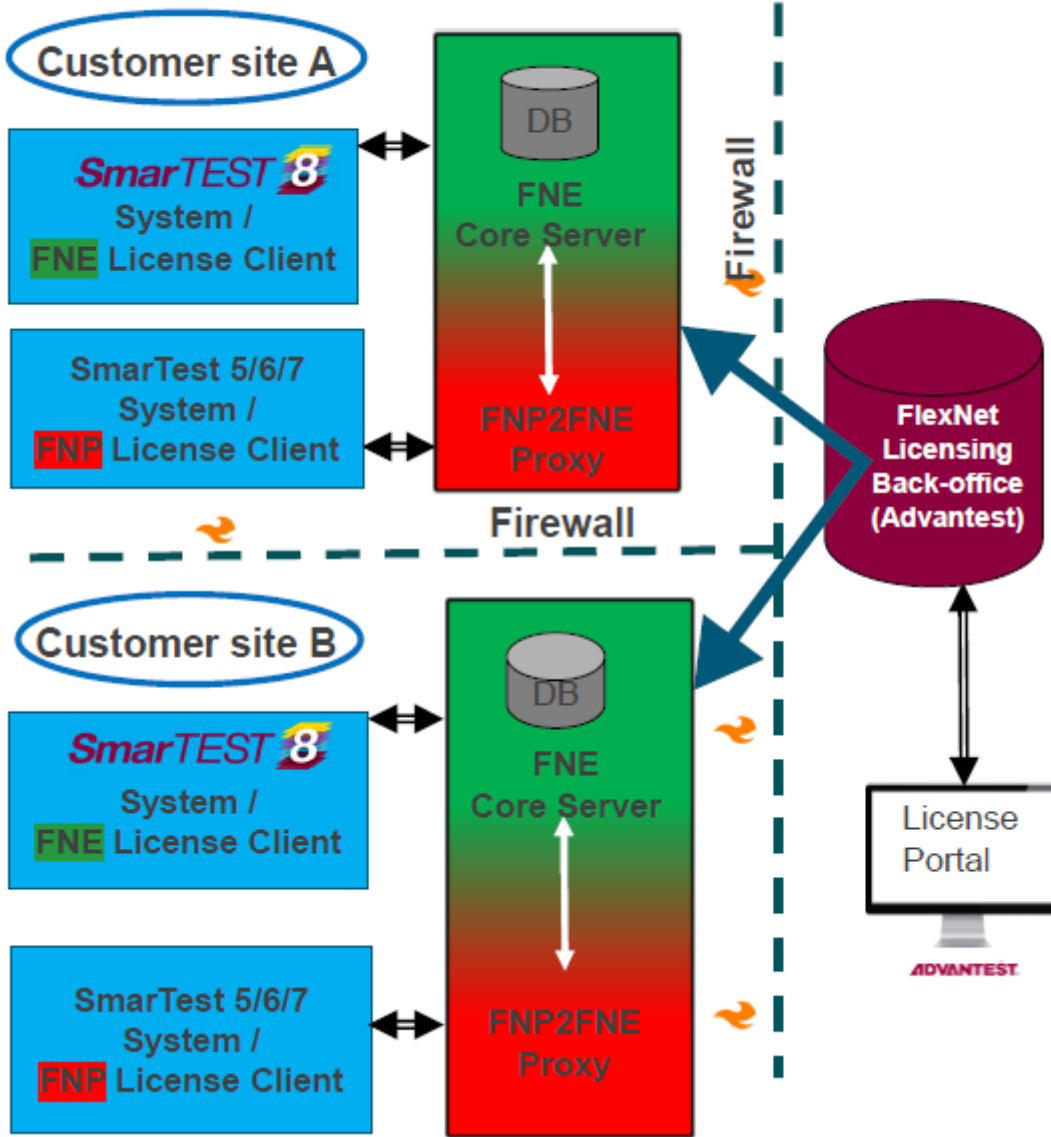 Customer site A
SmarTEST 8
System /
FNE License Client
SmarTest 5/6/7
System /
FNP License Client
DB
FNE
Core Server
FNP2FNE
Proxy
Firewall
Firewall
FlexNet
Licensing
Back-office
(Advantest)
Customer site B
SmarTEST 8
System /
FNE License Client
SmarTest 5/6/7
System /
FNP License Client
DB
FNE
Core Server
FNP2FNE
Proxy
License
Portal
ADVANTEST